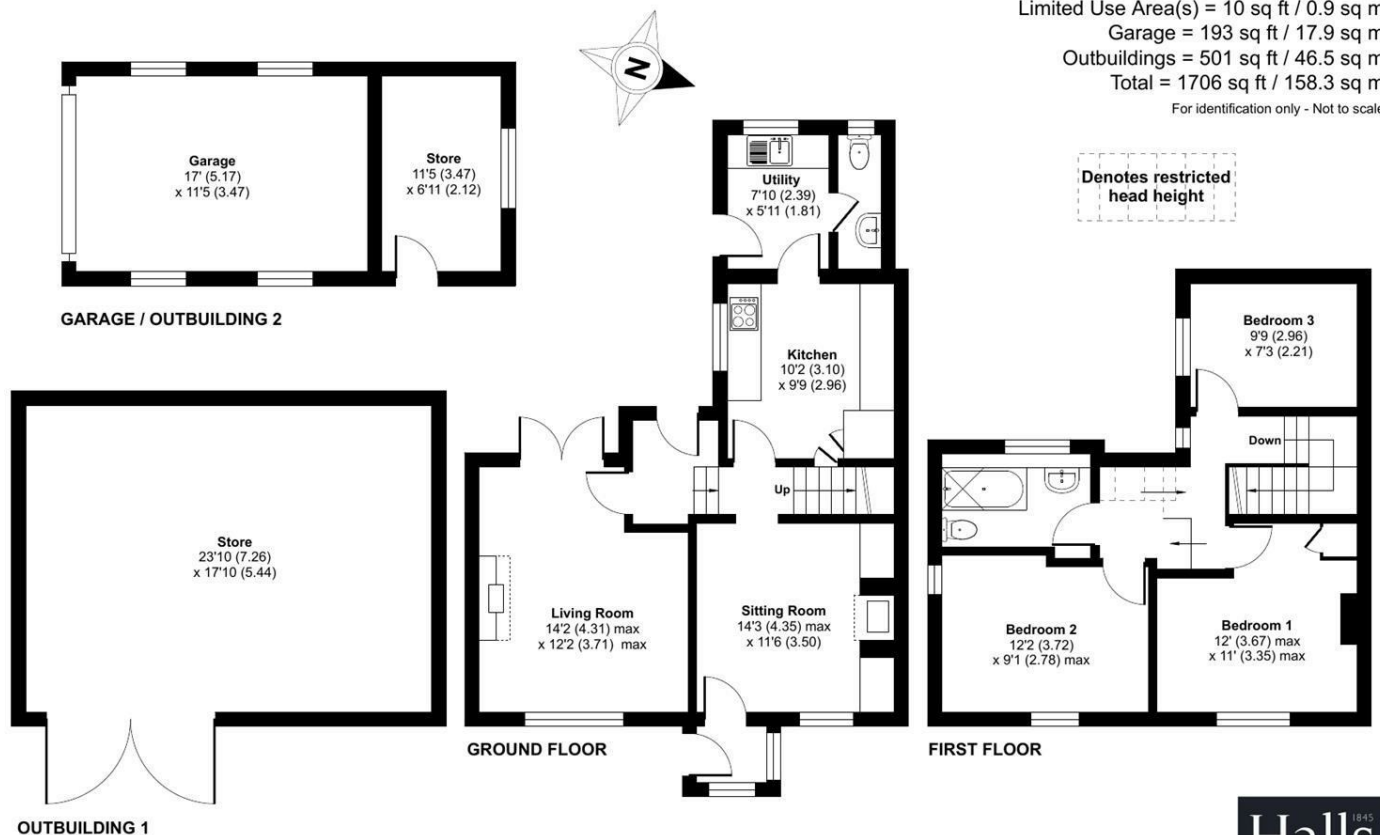 Limited Use Area(s) = 10 sq ft / 0.9 sq m
Garage = 193 sq ft / 17.9 sq m
Outbuildings = 501 sq ft / 46.5 sq m
Total = 1706 sq ft / 158.3 sq m
For identification only - Not to scale
Denotes restricted
head height
N
Garage
17' (5.17)
x 11'5 (3.47)
Store
11'5 (3.47)
x 6'11 (2.12)
GARAGE / OUTBUILDING 2
Utility
7'10 (2.39)
x 5'11 (1.81)
Kitchen
10'2 (3.10)
x 9'9 (2.96)
Up
Living Room
14'2 (4.31) max
x 12'2 (3.71) max
Sitting Room
14'3 (4.35) max
x 11'6 (3.50)
GROUND FLOOR
Bedroom 3
9'9 (2.96)
x 7'3 (2.21)
Down
Bedroom 2
12'2 (3.72)
x 9'1 (2.78) max
Bedroom 1
12' (3.67) max
x 11' (3.35) max
FIRST FLOOR
Store
23'10 (7.26)
x 17'10 (5.44)
OUTBUILDING 1
Halls 1845